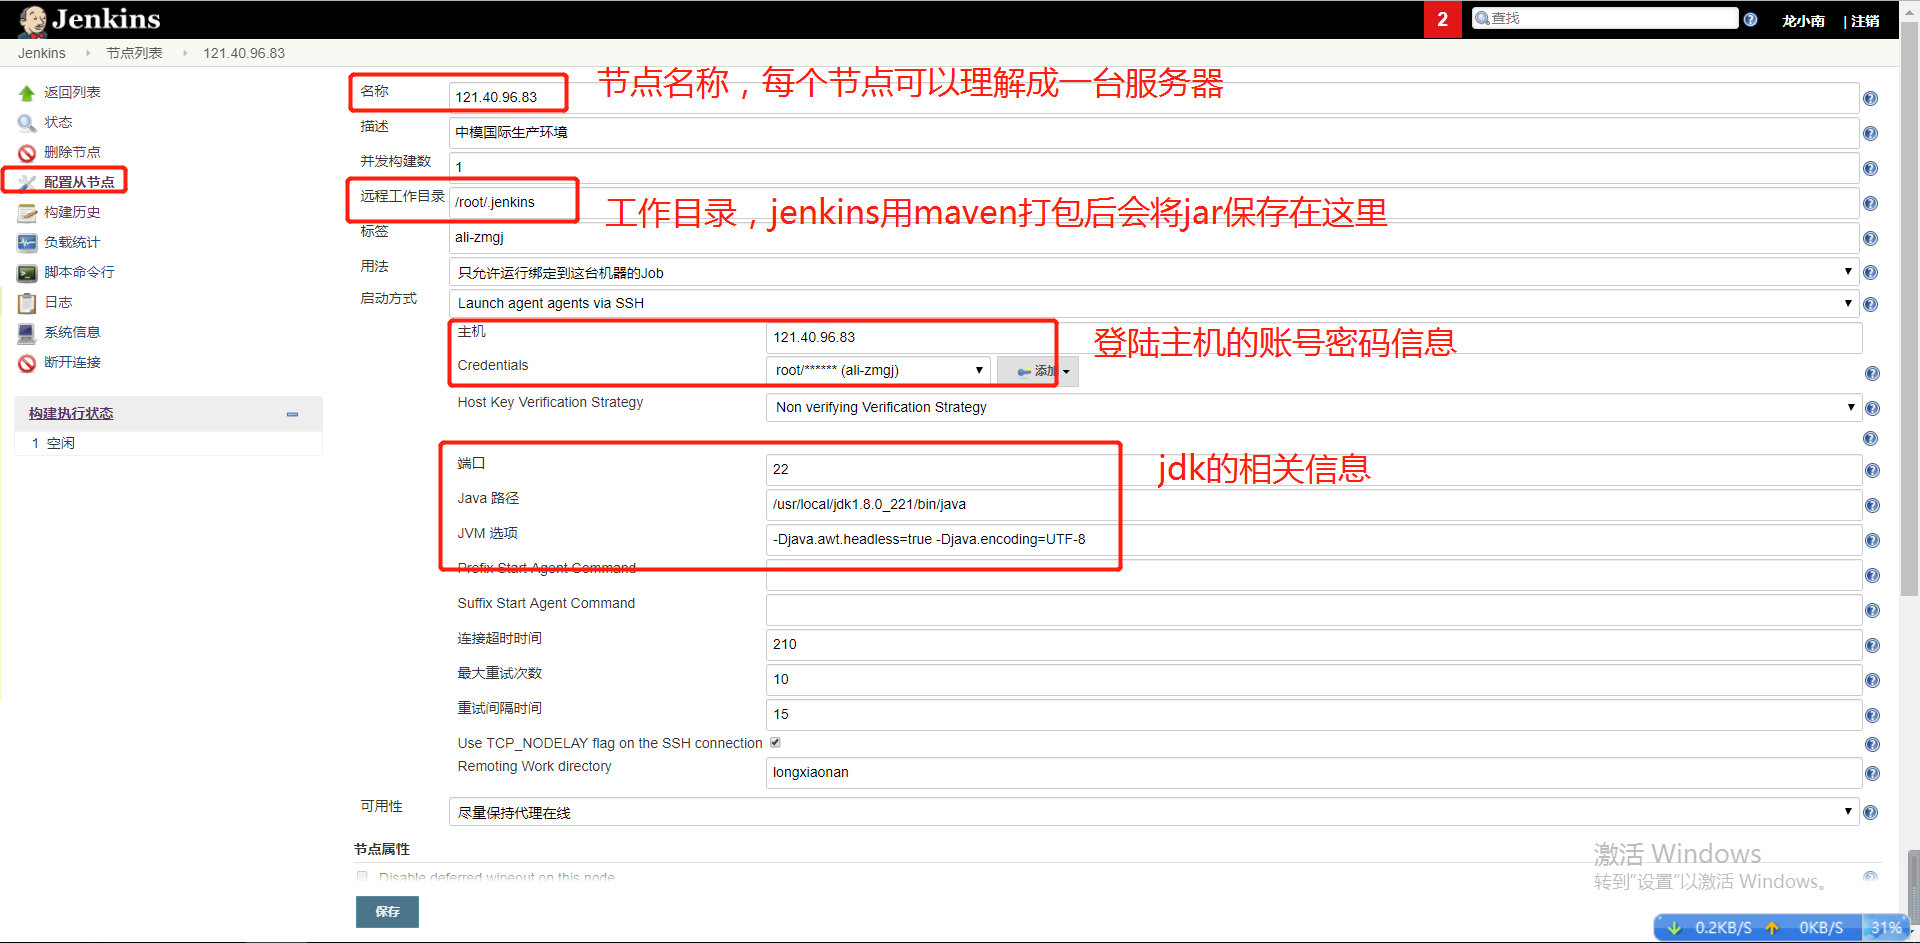 Jenkins
2
查找
龙小南
| 注销
Jenkins
节点列表
121.40.96.83
返回列表
状态
删除节点
配置从节点
构建历史
负载统计
脚本命令行
日志
系统信息
断开连接
构建执行状态
1 空闲
名称
121.40.96.83
节点名称，每个节点可以理解成一台服务器
描述
中模国际生产环境
并发构建数
1
远程工作目录
/root/.jenkins
工作目录，jenkins用maven打包后会将jar保存在这里
标签
ali-zmgj
用法
只允许运行绑定到这台机器的Job
启动方式
Launch agent agents via SSH
主机
121.40.96.83
登陆主机的账号密码信息
Credentials
root/****** (ali-zmgj)
添加
Host Key Verification Strategy
Non verifying Verification Strategy
端口
22
jdk的相关信息
Java 路径
/usr/local/jdk1.8.0_221/bin/java
JVM 选项
-Djava.awt.headless=true -Djava.encoding=UTF-8
Prefix Start Agent Command
Suffix Start Agent Command
连接超时时间
210
最大重试次数
10
重试间隔时间
15
Use TCP_NODELAY flag on the SSH connection
Remoting Work directory
longxiaonan
可用性
尽量保持代理在线
节点属性
Disable deferred wipeout on this node
保存
激活 Windows
转到“设置”以激活 Windows。
0.2KB/S
0KB/S
31%